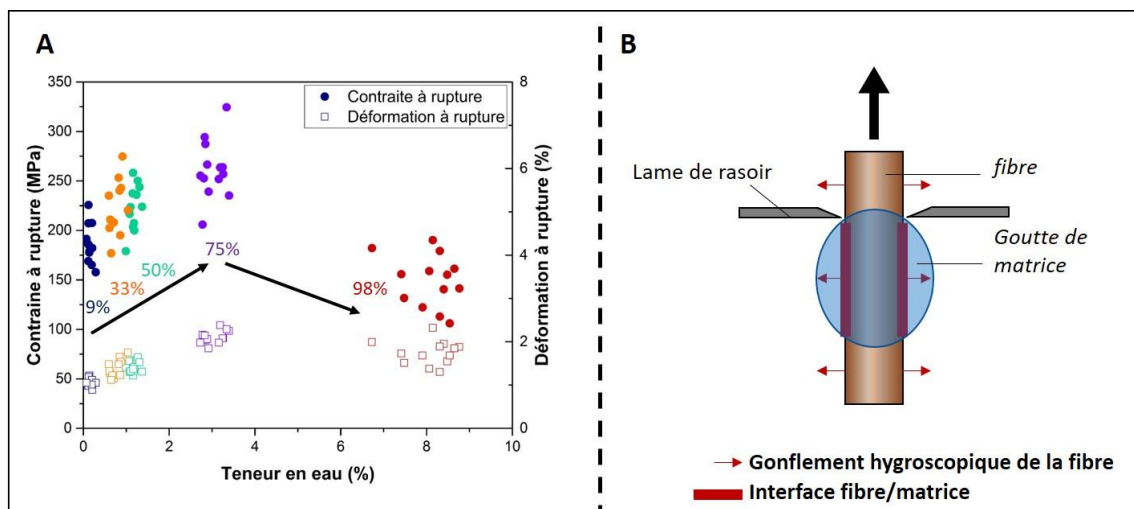 A
B
Contraite à rupture
Déformation à rupture
Contrainte à rupture (MPa)
350
300
250
200
150
100
50
0
8
6
4
2
0
Déformation à rupture (%)
9%
33%
50%
75%
98%
0
2
4
6
8
10
Teneur en eau (%)
Lame de rasoir
fibre
Goutte de
matrice
Gonflement hygroscopique de la fibre
Interface fibre/matrice